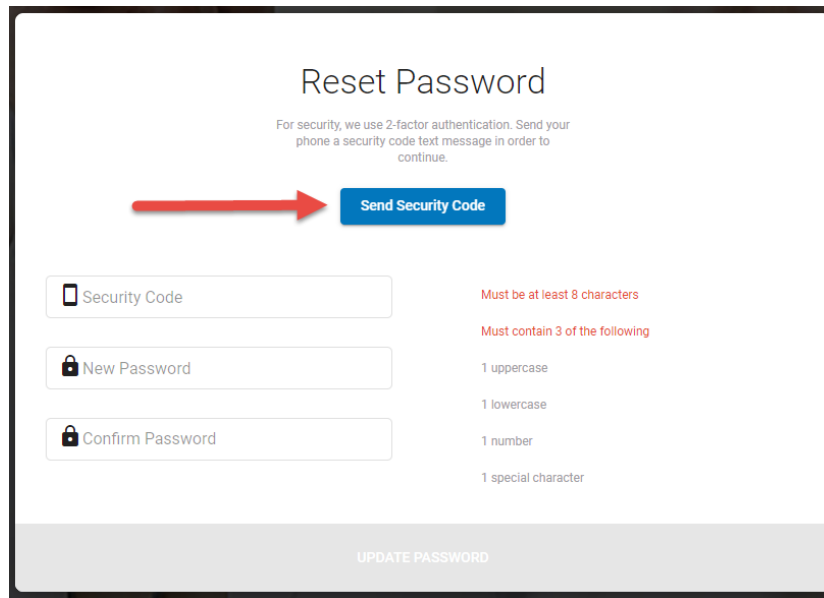 Reset Password
For security, we use 2-factor authentication. Send your
phone a security code text message in order to
continue.
Send Security Code
Security Code
New Password
Confirm Password
Must be at least 8 characters
Must contain 3 of the following
1 uppercase
1 lowercase
1 number
1 special character
UPDATE PASSWORD